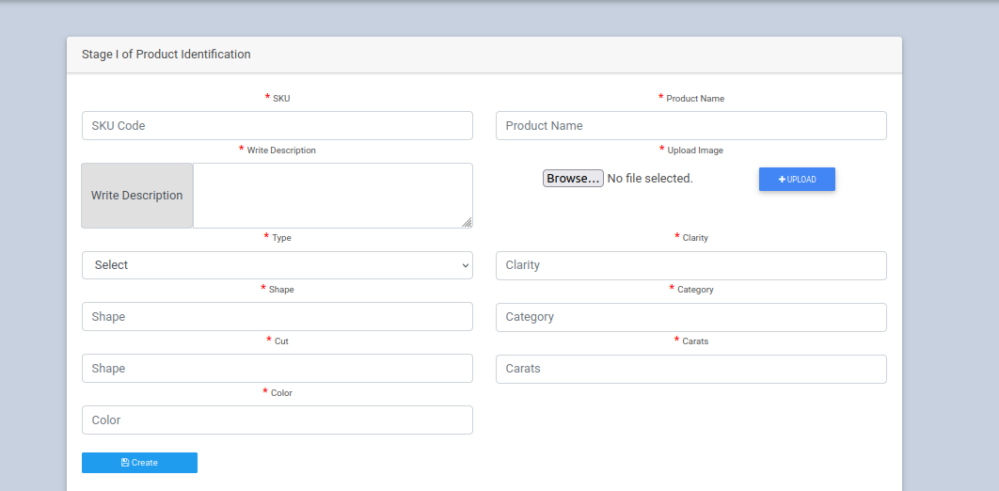 Stage I of Product Identification
* SKU
* Product Name
SKU Code
Product Name
* Write Description
* Upload Image
Write Description
Browse... No file selected.
UPLOAD
* Type
* Clarity
Select
Clarity
* Shape
* Category
Shape
Category
* Cut
* Carats
Shape
Carats
* Color
Color
Create